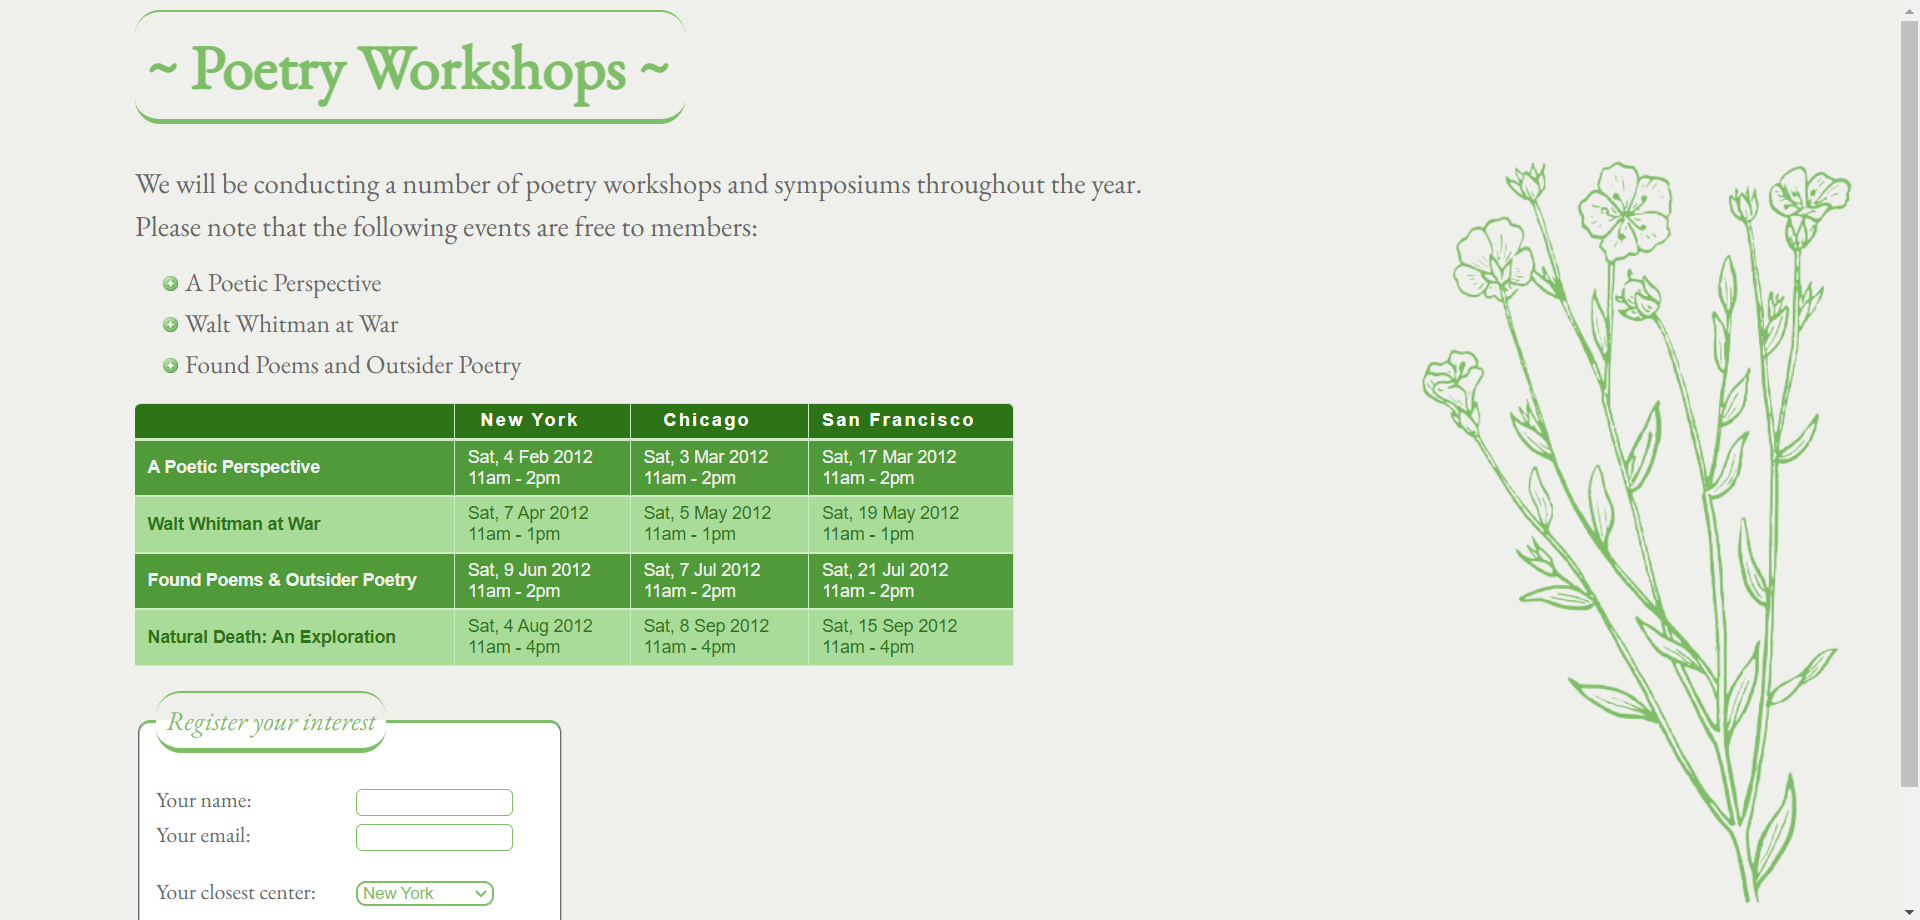 ~ Poetry Workshops ~
We will be conducting a number of poetry workshops and symposiums throughout the year.
Please note that the following events are free to members:
A Poetic Perspective
Walt Whitman at War
Found Poems and Outsider Poetry
New York Chicago San Francisco
A Poetic Perspective Sat, 4 Feb 2012 Sat, 3 Mar 2012 Sat, 17 Mar 2012
11am - 2pm 11am - 2pm 11am - 2pm
Walt Whitman at War Sat, 7 Apr 2012 Sat, 5 May 2012 Sat, 19 May 2012
11am - 1pm 11am - 1pm 11am - 1pm
Found Poems & Outsider Poetry Sat, 9 Jun 2012 Sat, 7 Jul 2012 Sat, 21 Jul 2012
11am - 2pm 11am - 2pm 11am - 2pm
Natural Death: An Exploration Sat, 4 Aug 2012 Sat, 8 Sep 2012 Sat, 15 Sep 2012
11am - 4pm 11am - 4pm 11am - 4pm
Register your interest
Your name:
Your email:
Your closest center: New York